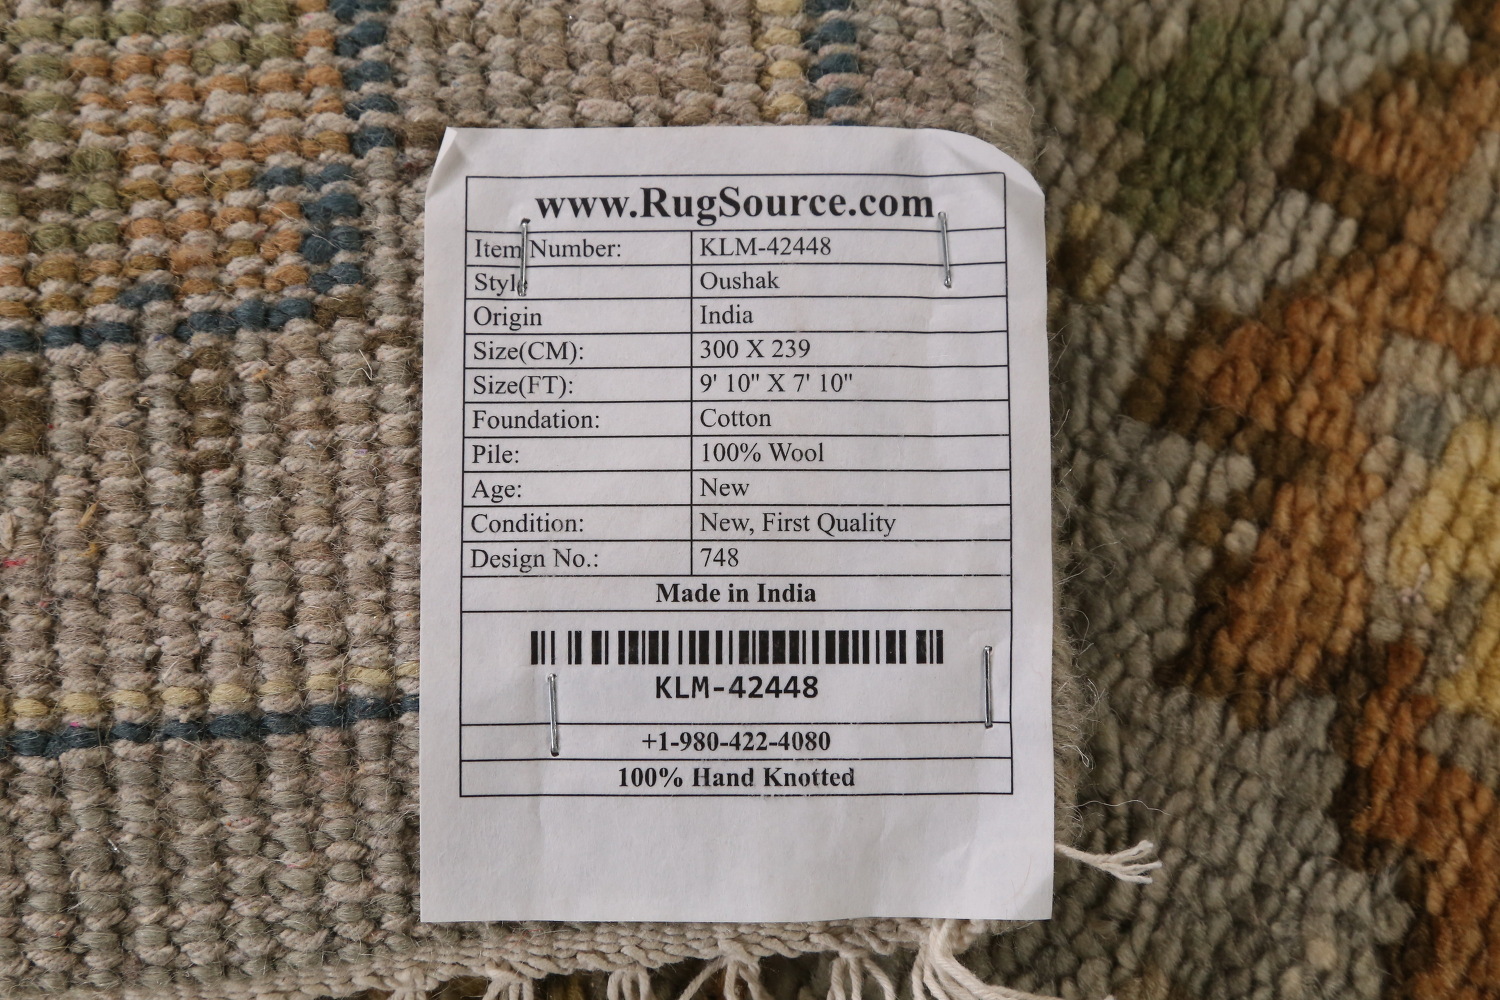 www.RugSource.com
Item Number: KLM-42448
Style Oushak
Origin India
Size(CM): 300 X 239
Size(FT): 9' 10" X 7' 10"
Foundation: Cotton
Pile: 100% Wool
Age: New
Condition: New, First Quality
Design No.: 748
Made in India
KLM-42448
+1-980-422-4080
100% Hand Knotted